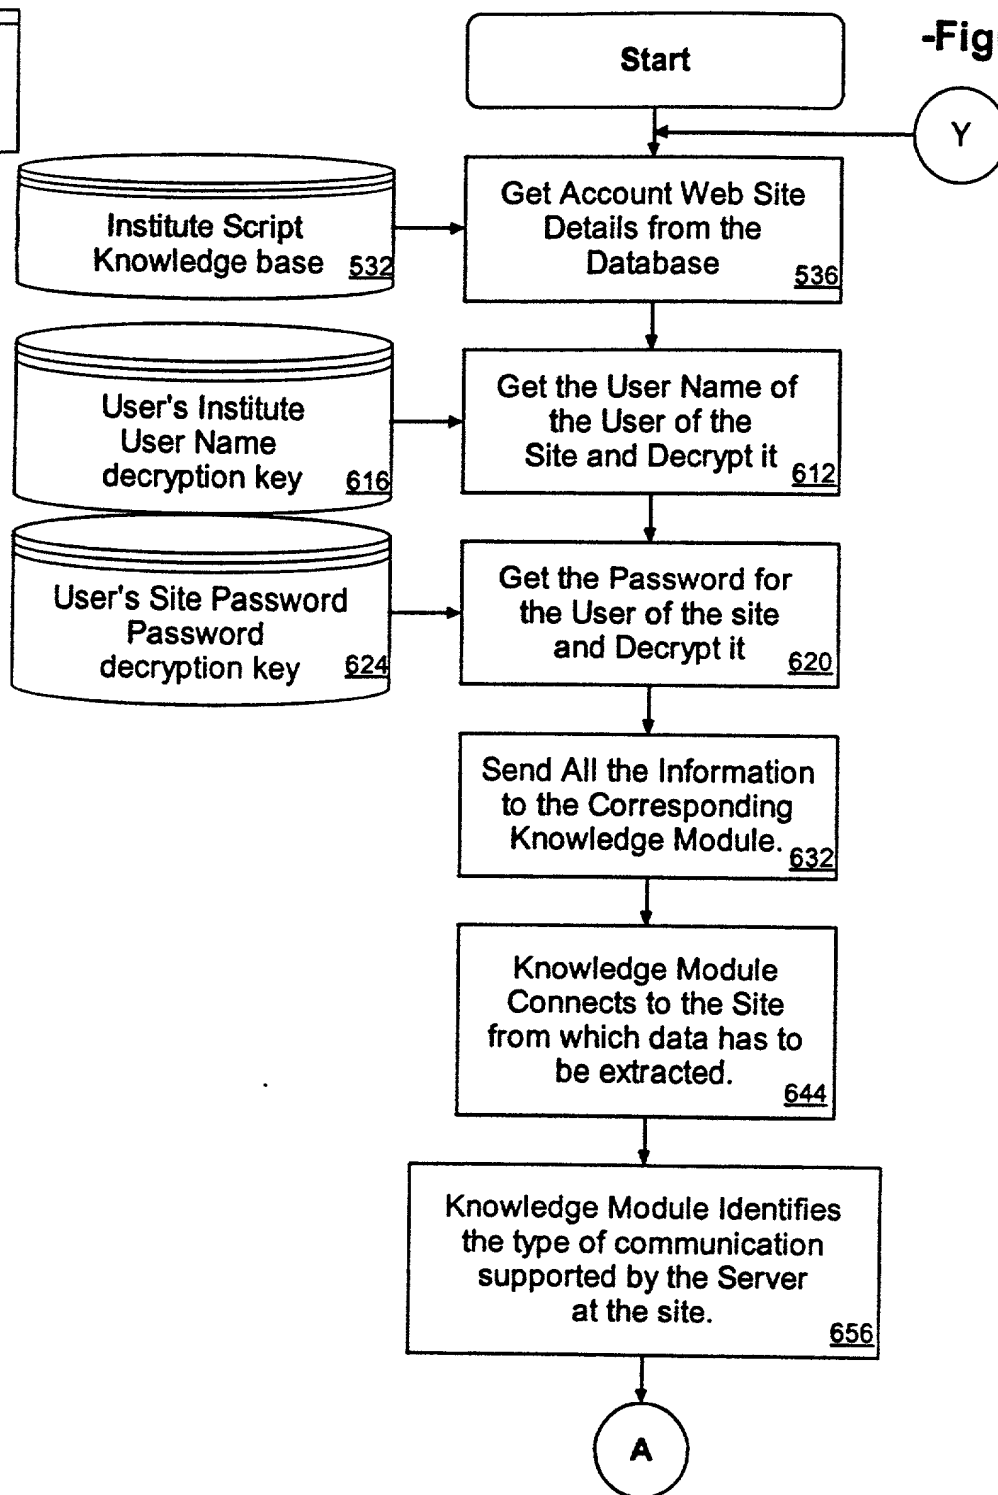 -Fig
Start
Y
Institute Script
Knowledge base 532
Get Account Web Site
Details from the
Database 536
User's Institute
User Name
decryption key 616
Get the User Name of
the User of the
Site and Decrypt it 612
User's Site Password
Password
decryption key 624
Get the Password for
the User of the site
and Decrypt it 620
Send All the Information
to the Corresponding
Knowledge Module. 632
Knowledge Module
Connects to the Site
from which data has to
be extracted. 644
Knowledge Module Identifies
the type of communication
supported by the Server
at the site. 656
A